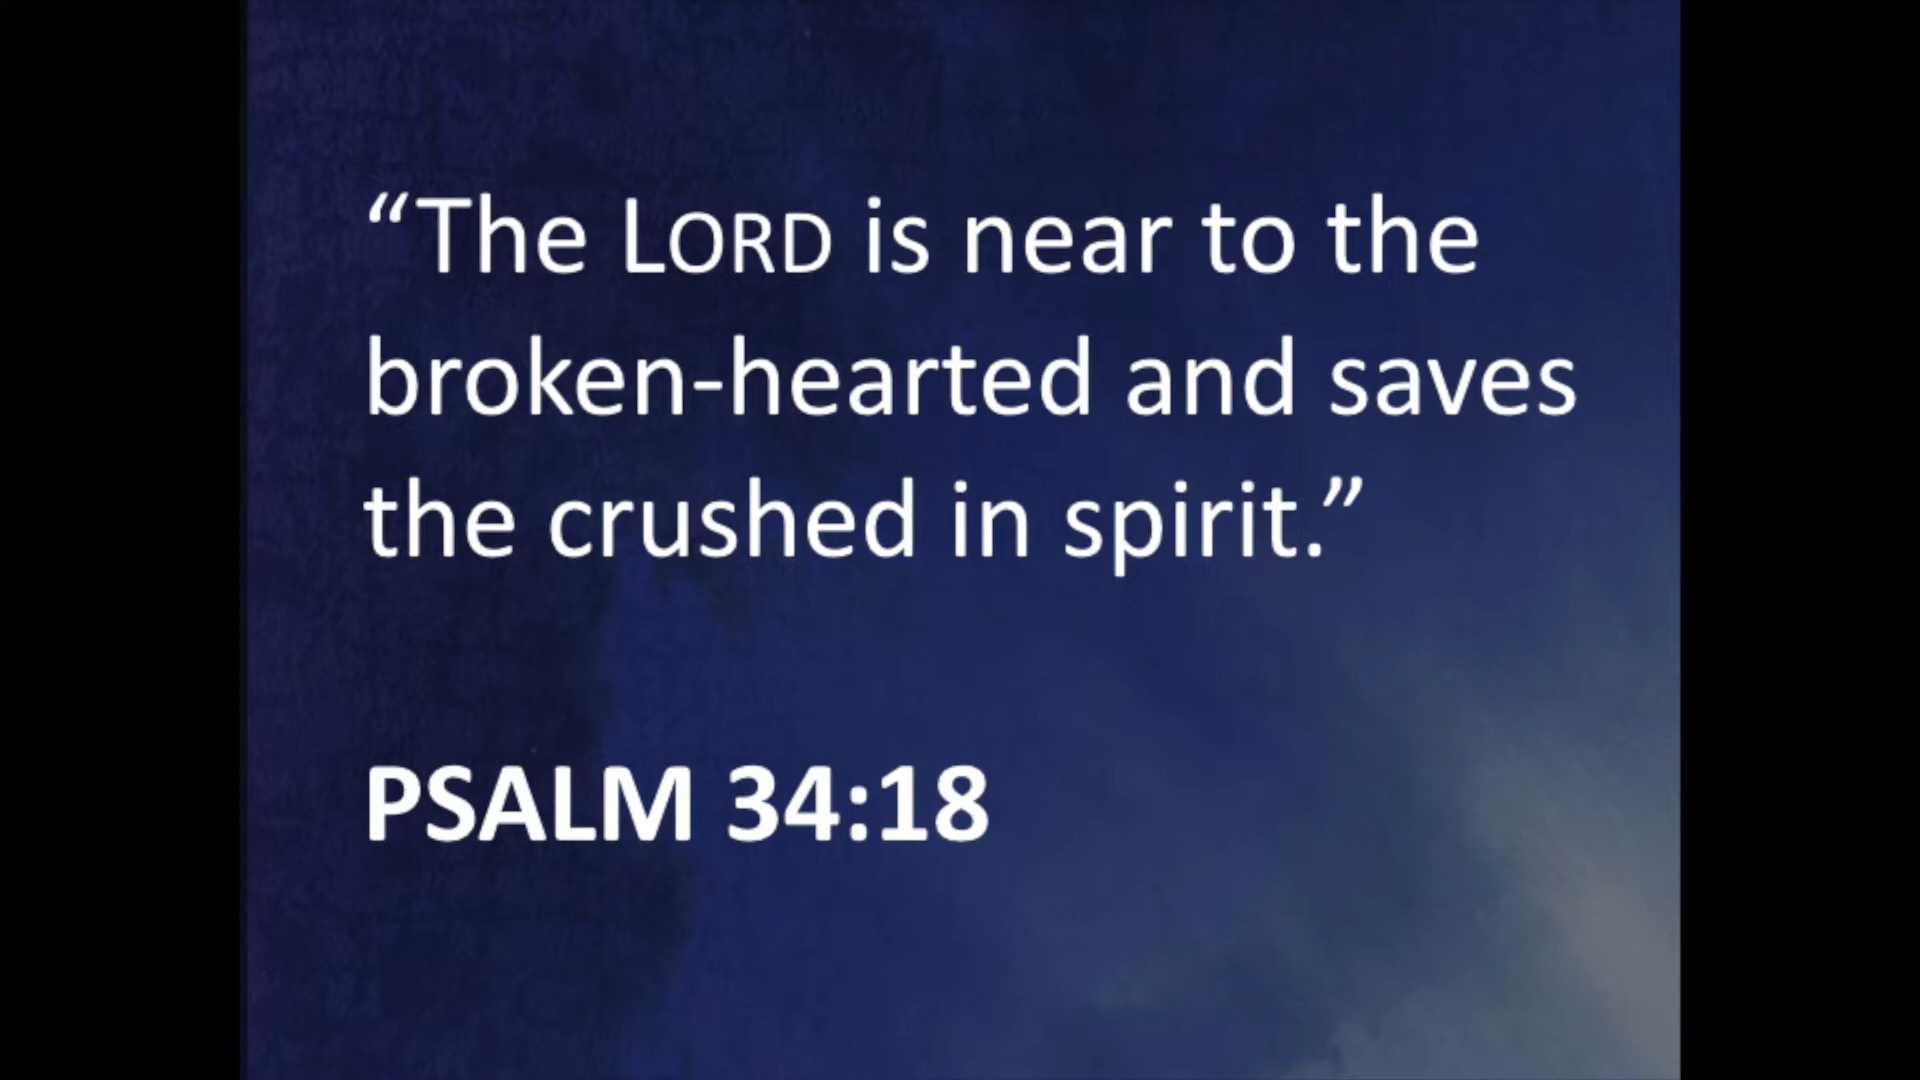 “The LORD is near to the
broken-hearted and saves
the crushed in spirit.”
PSALM 34:18